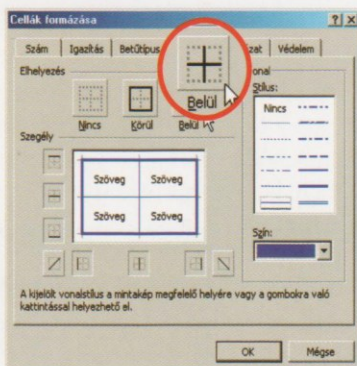 Cellák formázása
Szám
Igazítás
Betűtípus
zat
Védelem
Elhelyezés
onal
Stílus:
Nincs
Nincs
Körül
Belül
Belül
Szegély
Szöveg
Szöveg
Szöveg
Szöveg
Szín:
A kijelölt vonalstílus a mintakép megfelelő helyére vagy a gombokra való
kattintással helyezhető el.
OK
Mégse